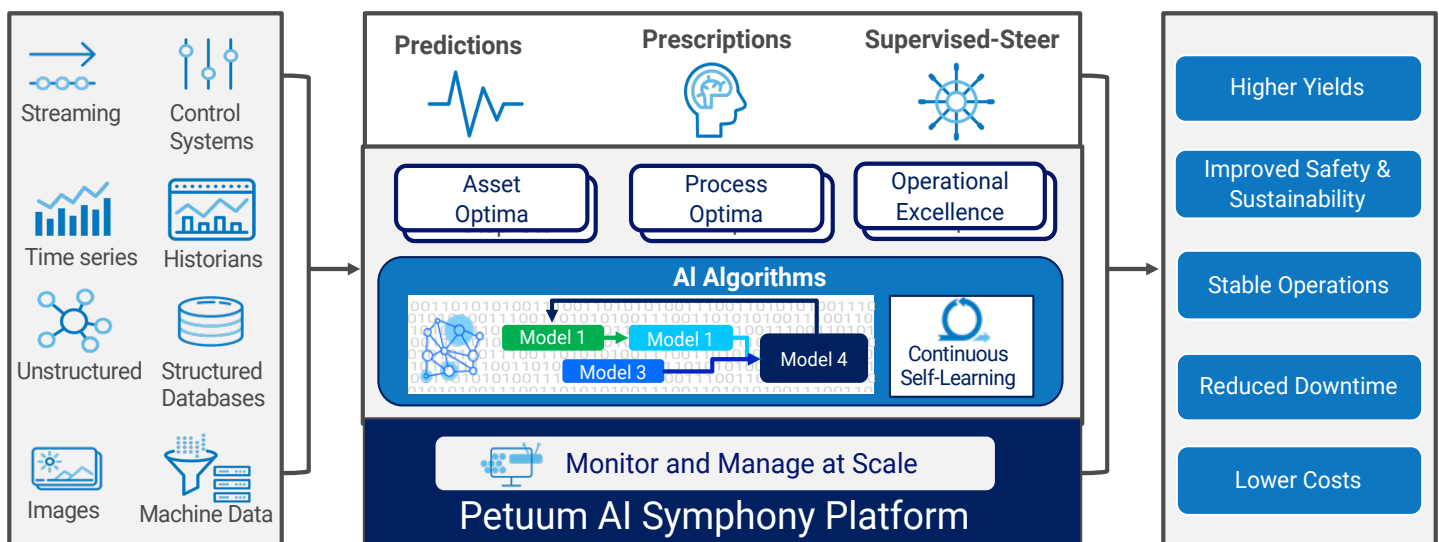 Streaming
Control
Systems
Time series
Historians
Unstructured
Structured
Databases
Images
Machine Data
Predictions
Prescriptions
Supervised-Steer
Asset
Optima
Process
Optima
Operational
Excellence
AI Algorithms
Model 1
Model 1
Model 3
Model 4
Continuous
Self-Learning
Monitor and Manage at Scale
Petuum AI Symphony Platform
Higher Yields
Improved Safety &
Sustainability
Stable Operations
Reduced Downtime
Lower Costs